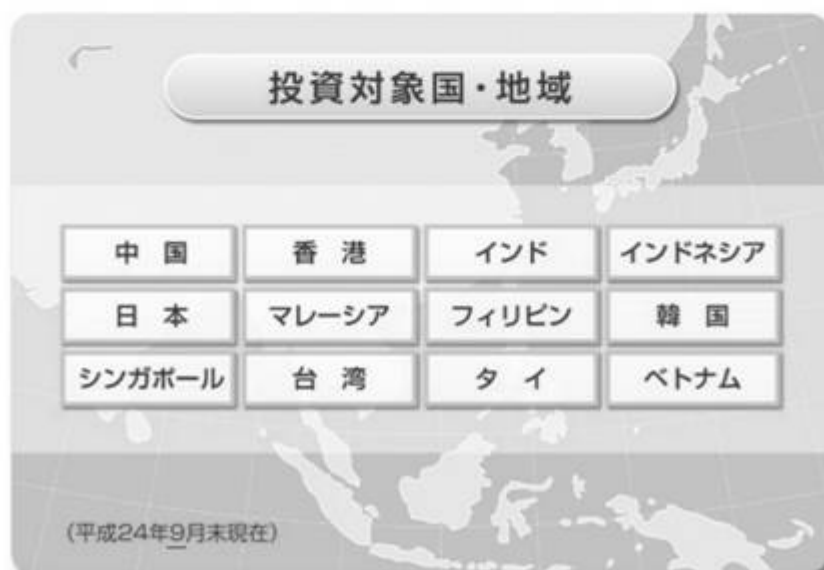 投資対象国・地域
中 国 香 港 インド インドネシア
日 本 マレーシア フィリピン 韓 国
シンガポール 台 湾 タ イ ベトナム
(平成24年9月末現在)